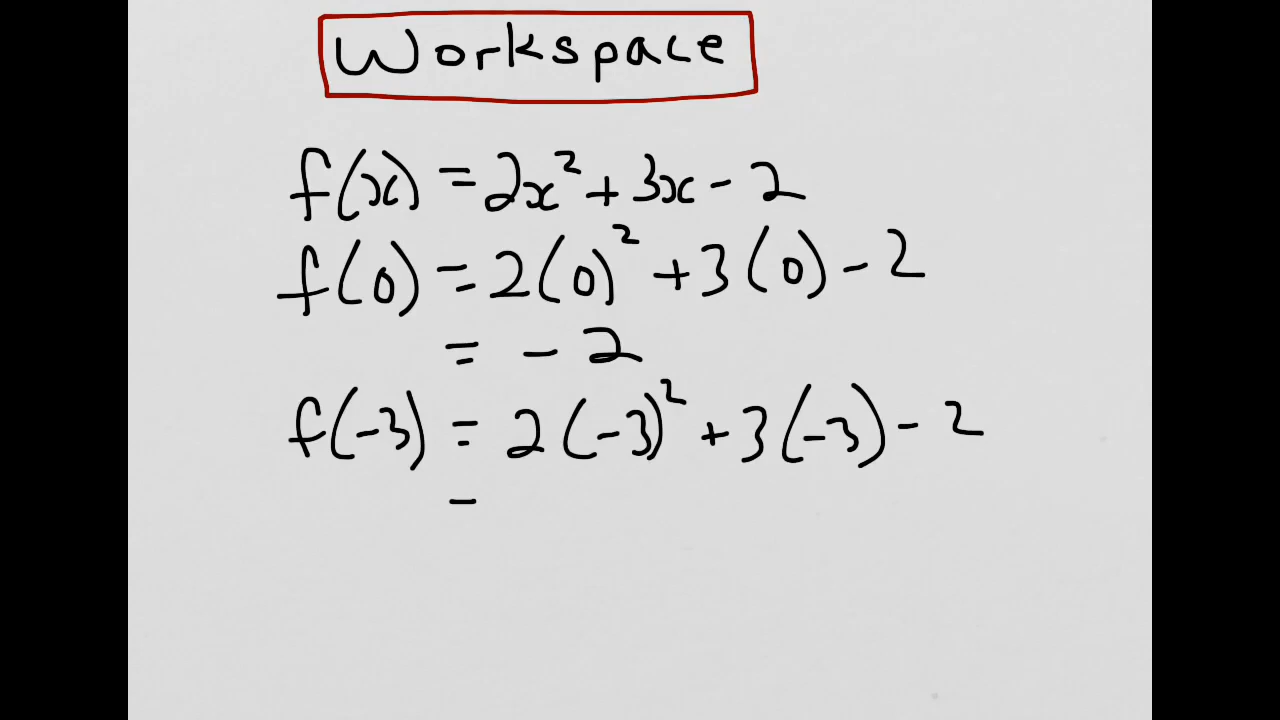 Workspace
f(x) = 2x² + 3x - 2
f(0) = 2(0)² + 3(0) - 2
= - 2
f(-3) = 2(-3)² + 3(-3) - 2
-